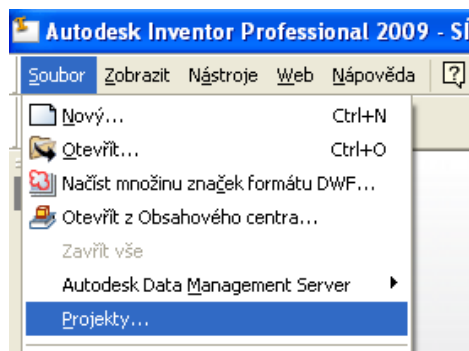 Autodesk Inventor Professional 2009 - Sí
Soubor Zobrazit Nástroje Web Nápověda
Nový... Ctrl+N
Otevřít... Ctrl+O
Načíst množinu značek formátu DWF...
Otevřít z Obsahového centra...
Zavřít vše
Autodesk Data Management Server
Projekty...